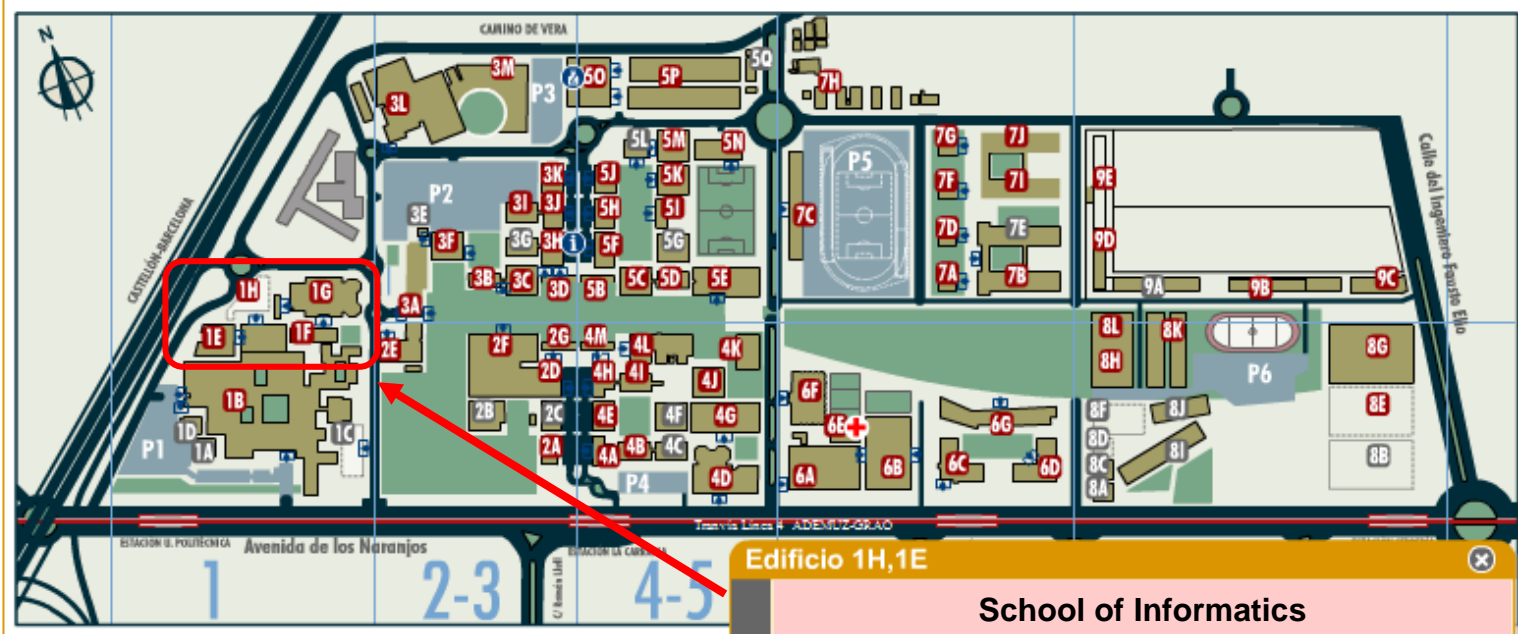 N
CAMINO DE VERA
CASTELLÓN-BARCELONA
Calle del Ingeniero Fausto Elio
3M
3L
P3
5O
5P
5Q
7H
5L
5M
5N
P5
7G
7J
P2
3K
5J
5K
7F
7I
9E
3E
3I
3J
5H
5I
7C
3F
3G
3H
i
5F
5G
7D
7E
9D
1H
1G
3B
3C
3D
5B
5C
5D
5E
7A
7B
9A
9B
9C
3A
1E
1F
2E
2F
2G
4M
4L
4K
8L
8K
8G
2D
4H
4I
4J
8H
P6
1B
2B
2C
4E
4F
4G
6F
6E
6G
8F
8J
8E
1D
1C
P1
1A
2A
4A
4B
4C
4D
6A
6B
6C
6D
8D
8I
8B
8C
8A
P4
Tranvía Línea 4 ADEMUZ-GRAO
ESTACIÓN U. POLITÉCNICA
Avenida de los Naranjos
C/ Ramón Llull
1
2-3
4-5
Edificio 1H,1E
School of Informatics